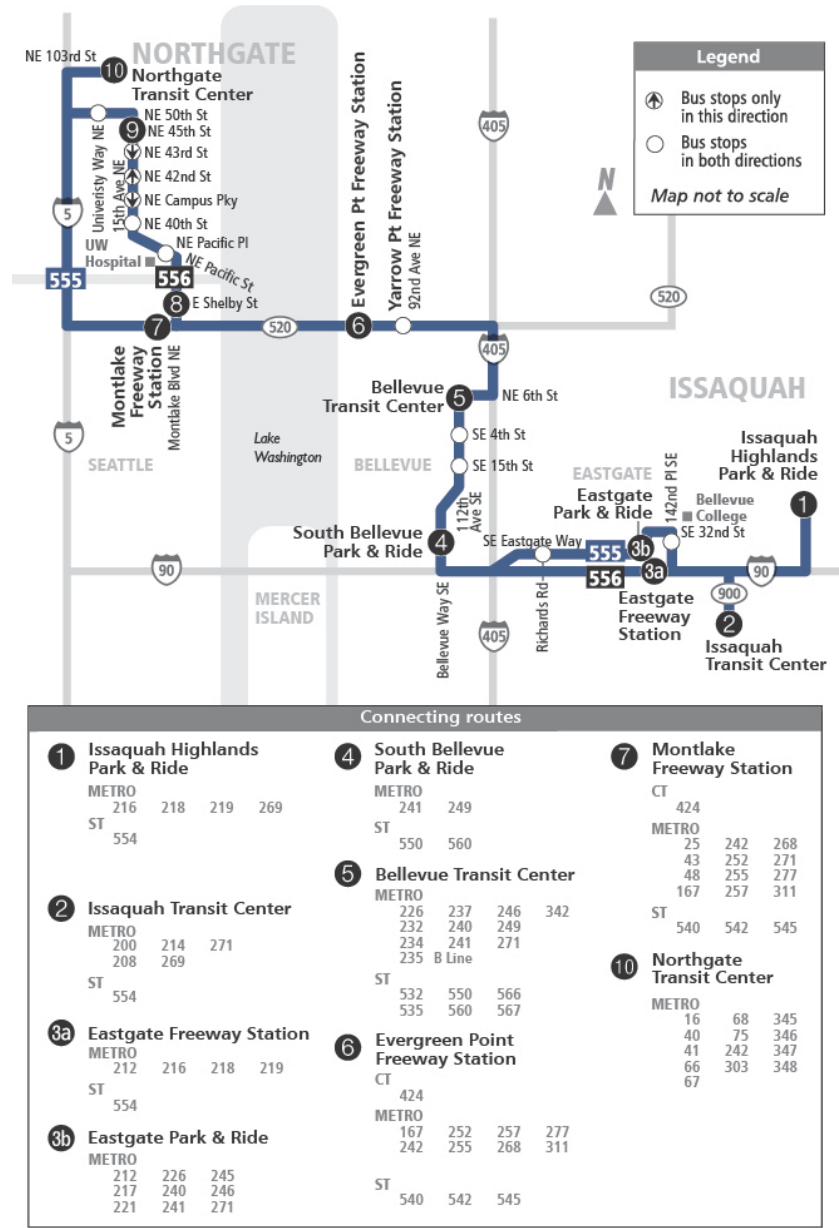 NORTHGATE
NE 103rd St
10
Northgate
Transit Center
NE 50th St
9
NE 45th St
NE 43rd St
NE 42nd St
NE Campus Pky
NE 40th St
NE Pacific Pl
NE Pacific St
Univeristy Way NE
15th Ave NE
UW
Hospital
5
555
556
8
E Shelby St
7
Montlake
Freeway
Station
Montlake Blvd NE
520
6
Evergreen Pt Freeway Station
Yarrow Pt Freeway Station
92nd Ave NE
405
N
Legend
Bus stops only
in this direction
Bus stops
in both directions
Map not to scale
520
405
5
SEATTLE
Lake
Washington
BELLEVUE
Bellevue
Transit Center
5
NE 6th St
SE 4th St
SE 15th St
112th
Ave SE
ISSAQUAH
Issaquah
Highlands
Park & Ride
1
EASTGATE
Eastgate
Park & Ride
142nd Pl SE
Bellevue
College
SE 32nd St
South Bellevue
Park & Ride
4
SE Eastgate Way
555
3b
556
3a
90
90
900
MERCER
ISLAND
Bellevue Way SE
405
Richards Rd
Eastgate
Freeway
Station
2
Issaquah
Transit Center
Connecting routes
1 Issaquah Highlands
Park & Ride
METRO
216 218 219 269
ST
554
2 Issaquah Transit Center
METRO
200 214 271
208 269
ST
554
3a Eastgate Freeway Station
METRO
212 216 218 219
ST
554
3b Eastgate Park & Ride
METRO
212 226 245
217 240 246
221 241 271
4 South Bellevue
Park & Ride
METRO
241 249
ST
550 560
5 Bellevue Transit Center
METRO
226 237 246 342
232 240 249
234 241 271
235 B Line
ST
532 550 566
535 560 567
6 Evergreen Point
Freeway Station
CT
424
METRO
167 252 257 277
242 255 268 311
ST
540 542 545
7 Montlake
Freeway Station
CT
424
METRO
25 242 268
43 252 271
48 255 277
167 257 311
ST
540 542 545
10 Northgate
Transit Center
METRO
16 68 345
40 75 346
41 242 347
66 303 348
67